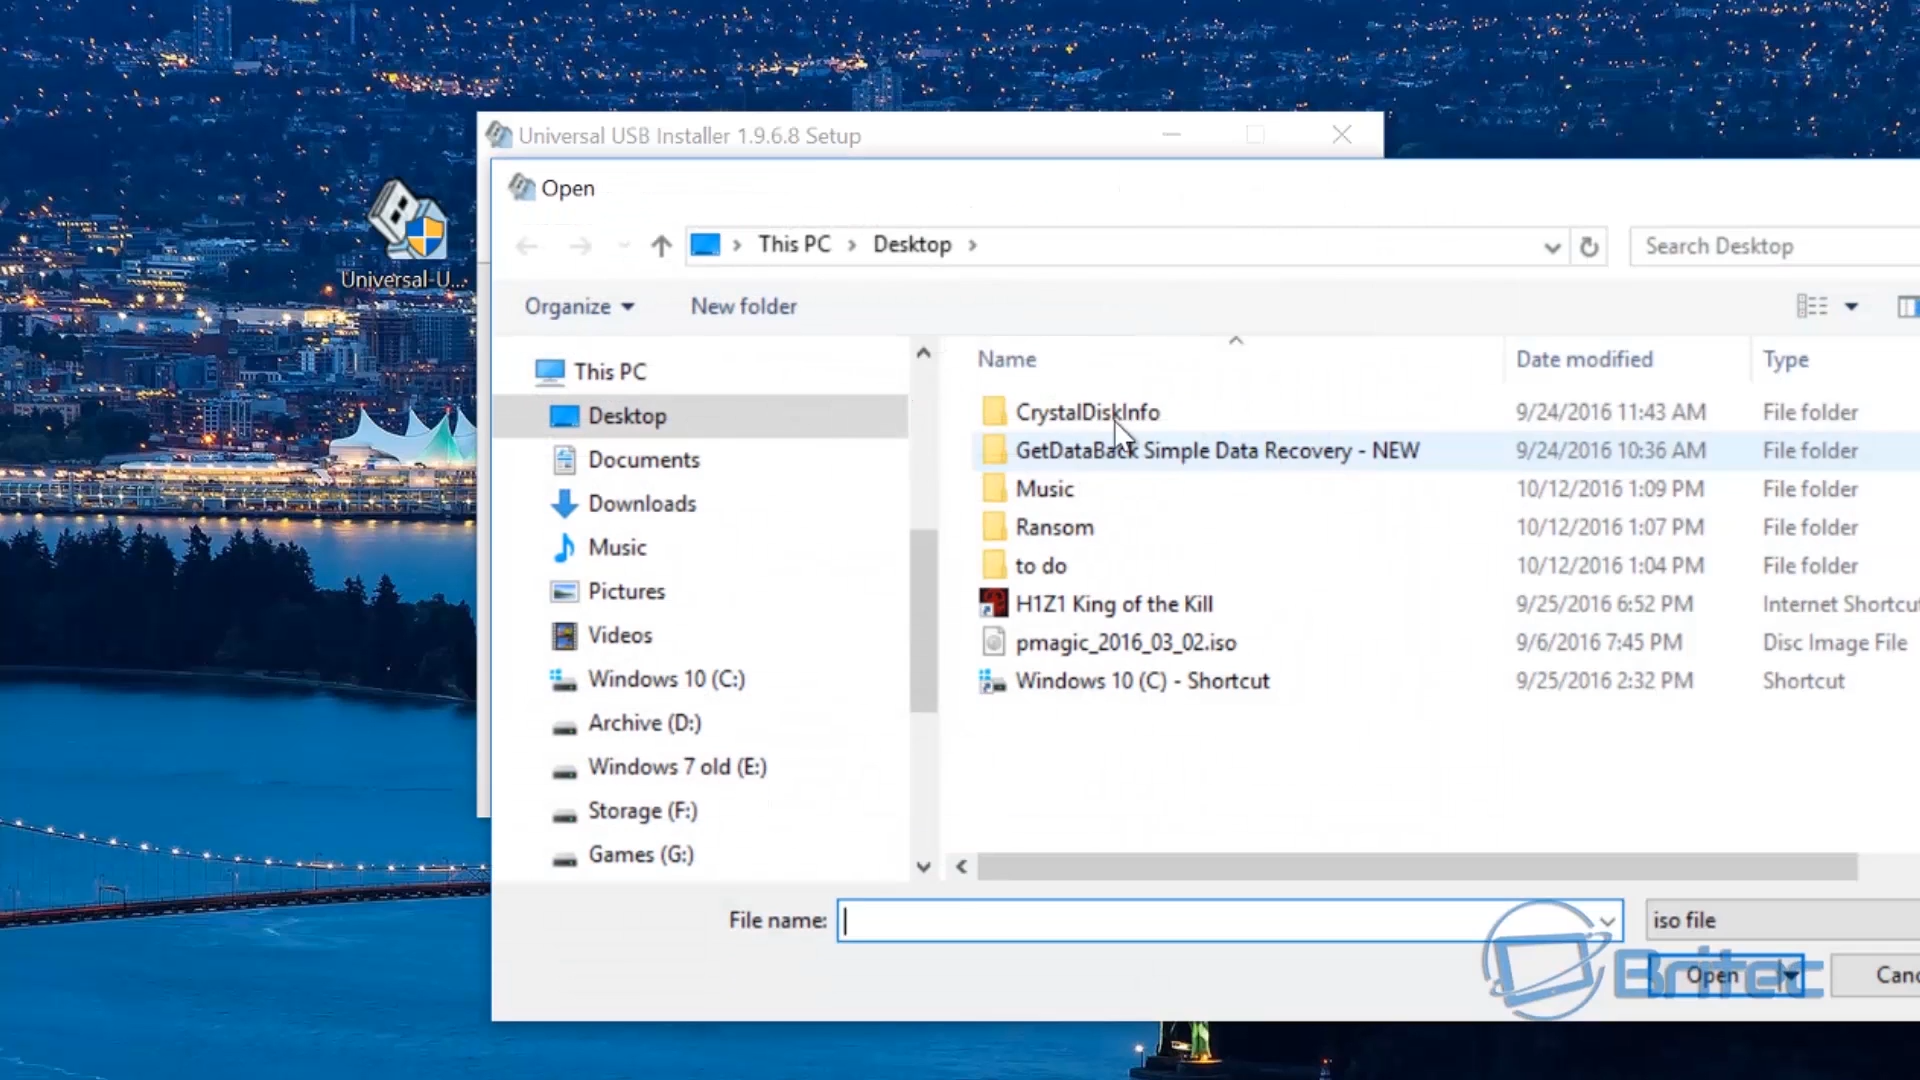 Universal USB Installer 1.9.6.8 Setup
Open
This PC > Desktop >
Search Desktop
Universal-U...
Organize
New folder
Name
Date modified
Type
This PC
Desktop
Documents
Downloads
Music
Pictures
Videos
Windows 10 (C:)
Archive (D:)
Windows 7 old (E:)
Storage (F:)
Games (G:)
CrystalDiskInfo 9/24/2016 11:43 AM File folder
GetDataBack Simple Data Recovery - NEW 9/24/2016 10:36 AM File folder
Music 10/12/2016 1:09 PM File folder
Ransom 10/12/2016 1:07 PM File folder
to do 10/12/2016 1:04 PM File folder
H1Z1 King of the Kill 9/25/2016 6:52 PM Internet Shortcu
pmagic_2016_03_02.iso 9/6/2016 7:45 PM Disc Image File
Windows 10 (C) - Shortcut 9/25/2016 2:32 PM Shortcut
File name:
iso file
Open
Canc
Britec